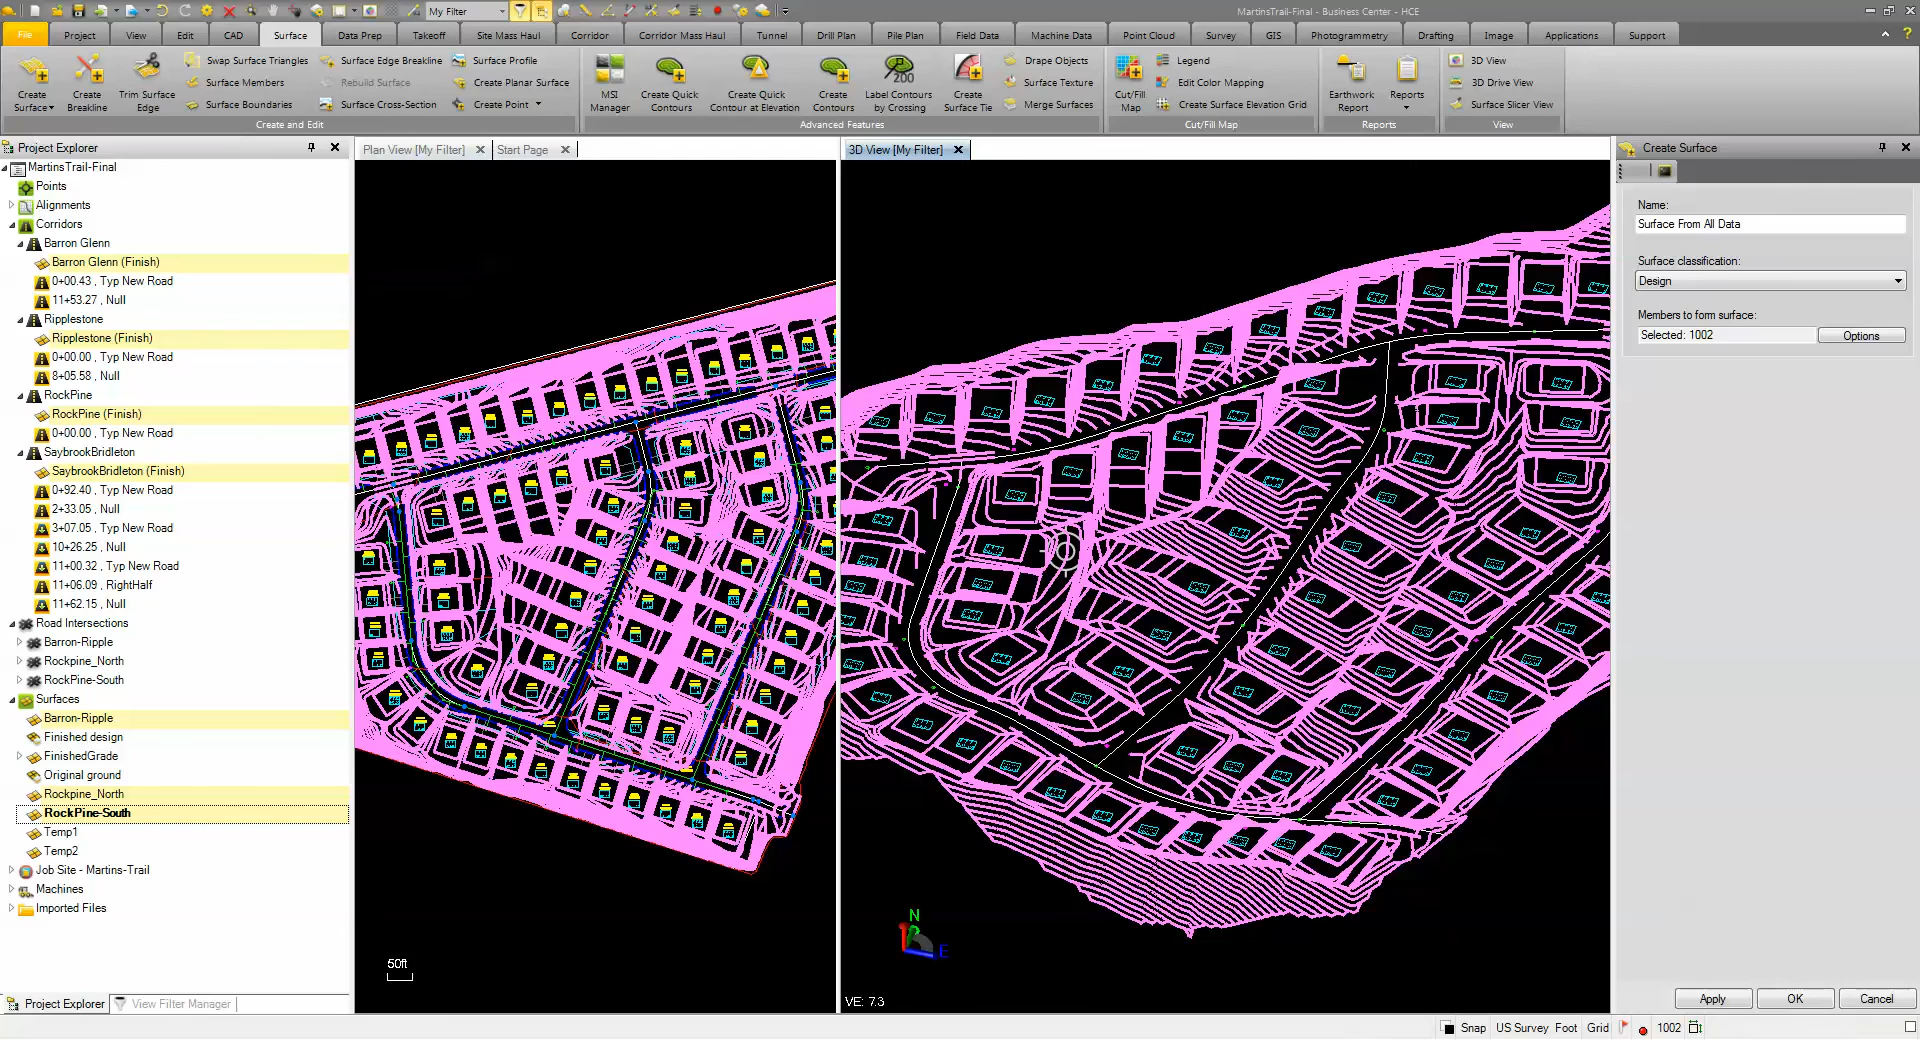 My Filter
MartinsTrail-Final - Business Center - HCE
File
Project
View
Edit
CAD
Surface
Data Prep
Takeoff
Site Mass Haul
Corridor
Corridor Mass Haul
Tunnel
Drill Plan
Pile Plan
Field Data
Machine Data
Point Cloud
Survey
GIS
Photogrammetry
Drafting
Image
Applications
Support
Create Surface
Create Breakline
Trim Surface Edge
Swap Surface Triangles
Surface Members
Surface Boundaries
Surface Edge Breakline
Rebuild Surface
Surface Cross-Section
Surface Profile
Create Planar Surface
Create Point
Create and Edit
MSI Manager
Create Quick Contours
Create Quick Contour at Elevation
Create Contours
200
Label Contours by Crossing
Create Surface Tie
Drape Objects
Surface Texture
Merge Surfaces
Advanced Features
Cut/Fill Map
Legend
Edit Color Mapping
Create Surface Elevation Grid
Cut/Fill Map
Earthwork Report
Reports
Reports
3D View
3D Drive View
Surface Slicer View
View
Project Explorer
MartinsTrail-Final
Points
Alignments
Corridors
Barron Glenn
Barron Glenn (Finish)
0+00.43 , Typ New Road
11+53.27 , Null
Ripplestone
Ripplestone (Finish)
0+00.00 , Typ New Road
8+05.58 , Null
RockPine
RockPine (Finish)
0+00.00 , Typ New Road
SaybrookBridleton
SaybrookBridleton (Finish)
0+92.40 , Typ New Road
2+33.05 , Null
3+07.05 , Typ New Road
10+26.25 , Null
11+00.32 , Typ New Road
11+06.09 , RightHalf
11+62.15 , Null
Road Intersections
Barron-Ripple
Rockpine_North
RockPine-South
Surfaces
Barron-Ripple
Finished design
FinishedGrade
Original ground
Rockpine_North
RockPine-South
Temp1
Temp2
Job Site - Martins-Trail
Machines
Imported Files
Project Explorer
View Filter Manager
Plan View [My Filter]
Start Page
50ft
3D View [My Filter]
N
E
VE: 7.3
Create Surface
Name:
Surface From All Data
Surface classification:
Design
Members to form surface:
Selected: 1002
Options
Apply
OK
Cancel
Snap
US Survey Foot
Grid
1002